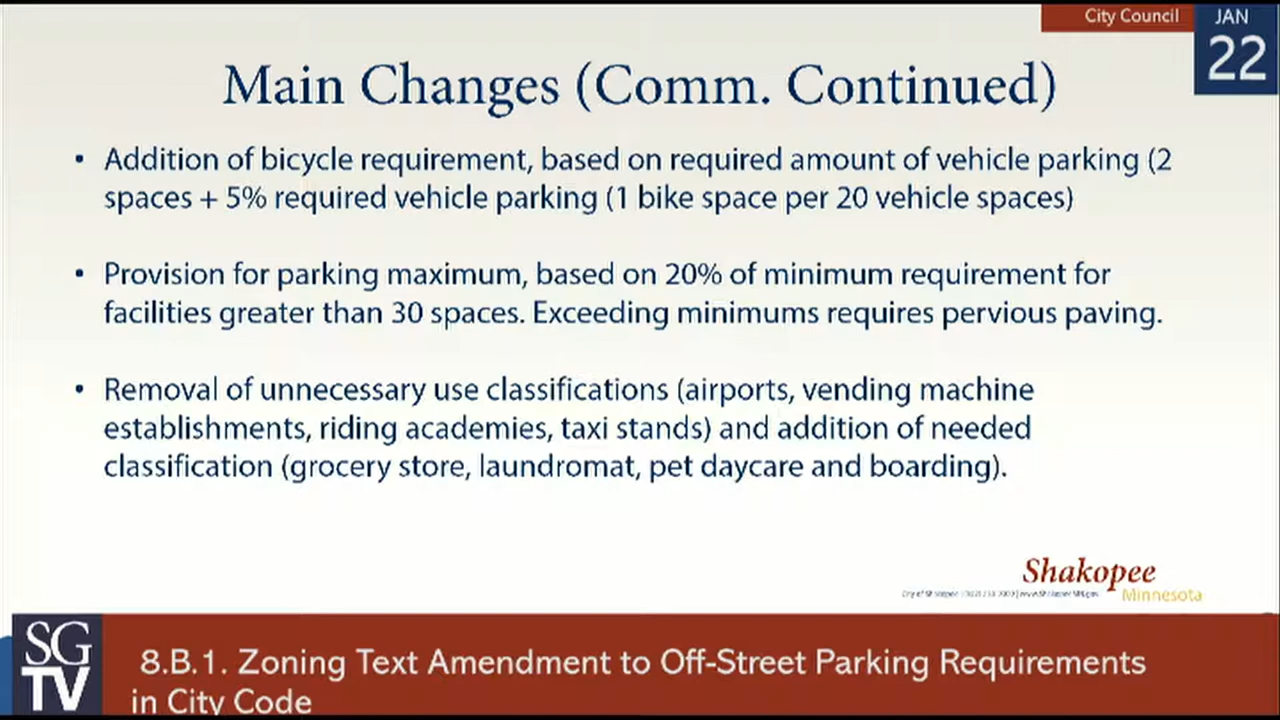 City Council
JAN
22
Main Changes (Comm. Continued)
• Addition of bicycle requirement, based on required amount of vehicle parking (2
spaces + 5% required vehicle parking (1 bike space per 20 vehicle spaces)
• Provision for parking maximum, based on 20% of minimum requirement for
facilities greater than 30 spaces. Exceeding minimums requires pervious paving.
• Removal of unnecessary use classifications (airports, vending machine
establishments, riding academies, taxi stands) and addition of needed
classification (grocery store, laundromat, pet daycare and boarding).
Shakopee
Minnesota
SG
TV
8.B.1. Zoning Text Amendment to Off-Street Parking Requirements
in City Code